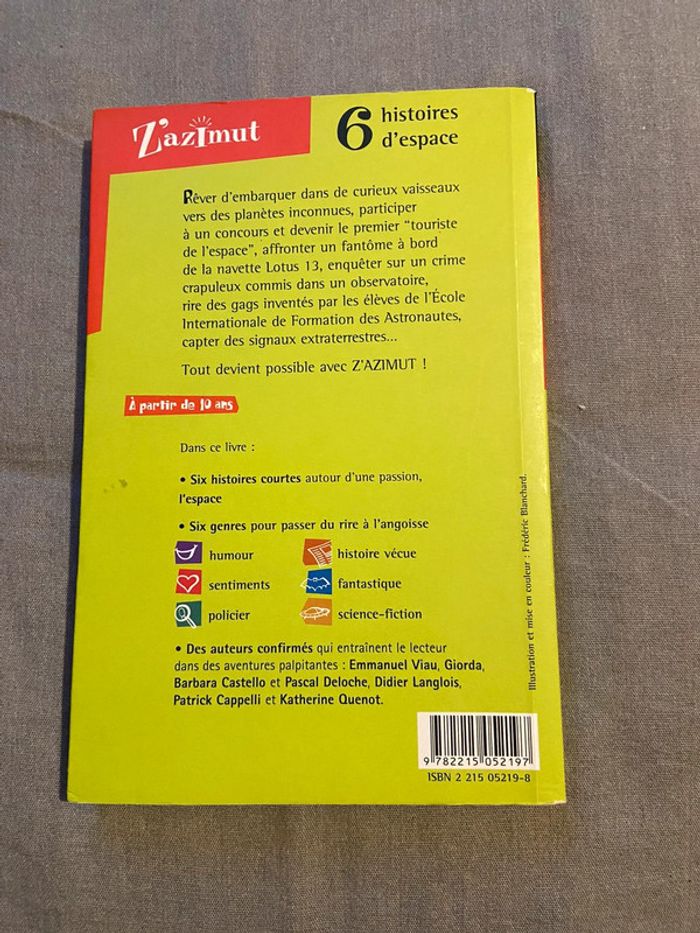 Z'azimut
6 histoires
d'espace
Rêver d'embarquer dans de curieux vaisseaux
vers des planètes inconnues, participer
à un concours et devenir le premier "touriste
de l'espace", affronter un fantôme à bord
de la navette Lotus 13, enquêter sur un crime
crapuleux commis dans un observatoire,
rire des gags inventés par les élèves de l'École
Internationale de Formation des Astronautes,
capter des signaux extraterrestres...
Tout devient possible avec Z'AZIMUT !
À partir de 10 ans
Dans ce livre :
• Six histoires courtes autour d'une passion,
l'espace
• Six genres pour passer du rire à l'angoisse
humour
histoire vécue
sentiments
fantastique
policier
science-fiction
• Des auteurs confirmés qui entraînent le lecteur
dans des aventures palpitantes : Emmanuel Viau, Giorda,
Barbara Castello et Pascal Deloche, Didier Langlois,
Patrick Cappelli et Katherine Quenot.
Illustration et mise en couleur : Frédéric Blanchard.
9 782215 052197
ISBN 2 215 05219-8